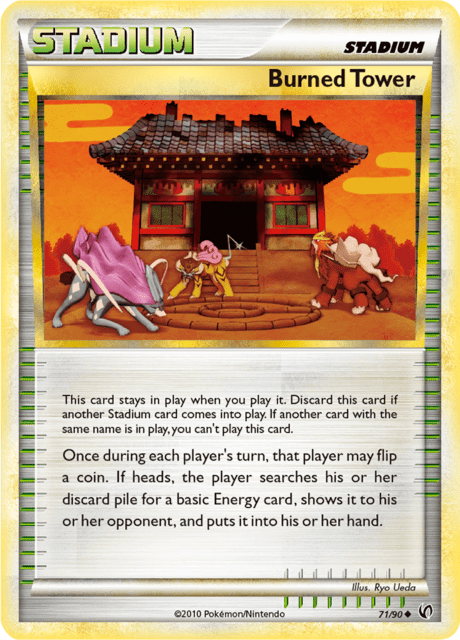 STADIUM
STADIUM
Burned Tower
This card stays in play when you play it. Discard this card if
another Stadium card comes into play. If another card with the
same name is in play, you can't play this card.
Once during each player's turn, that player may flip
a coin. If heads, the player searches his or her
discard pile for a basic Energy card, shows it to his
or her opponent, and puts it into his or her hand.
Illus. Ryo Ueda
©2010 Pokémon/Nintendo
71/90